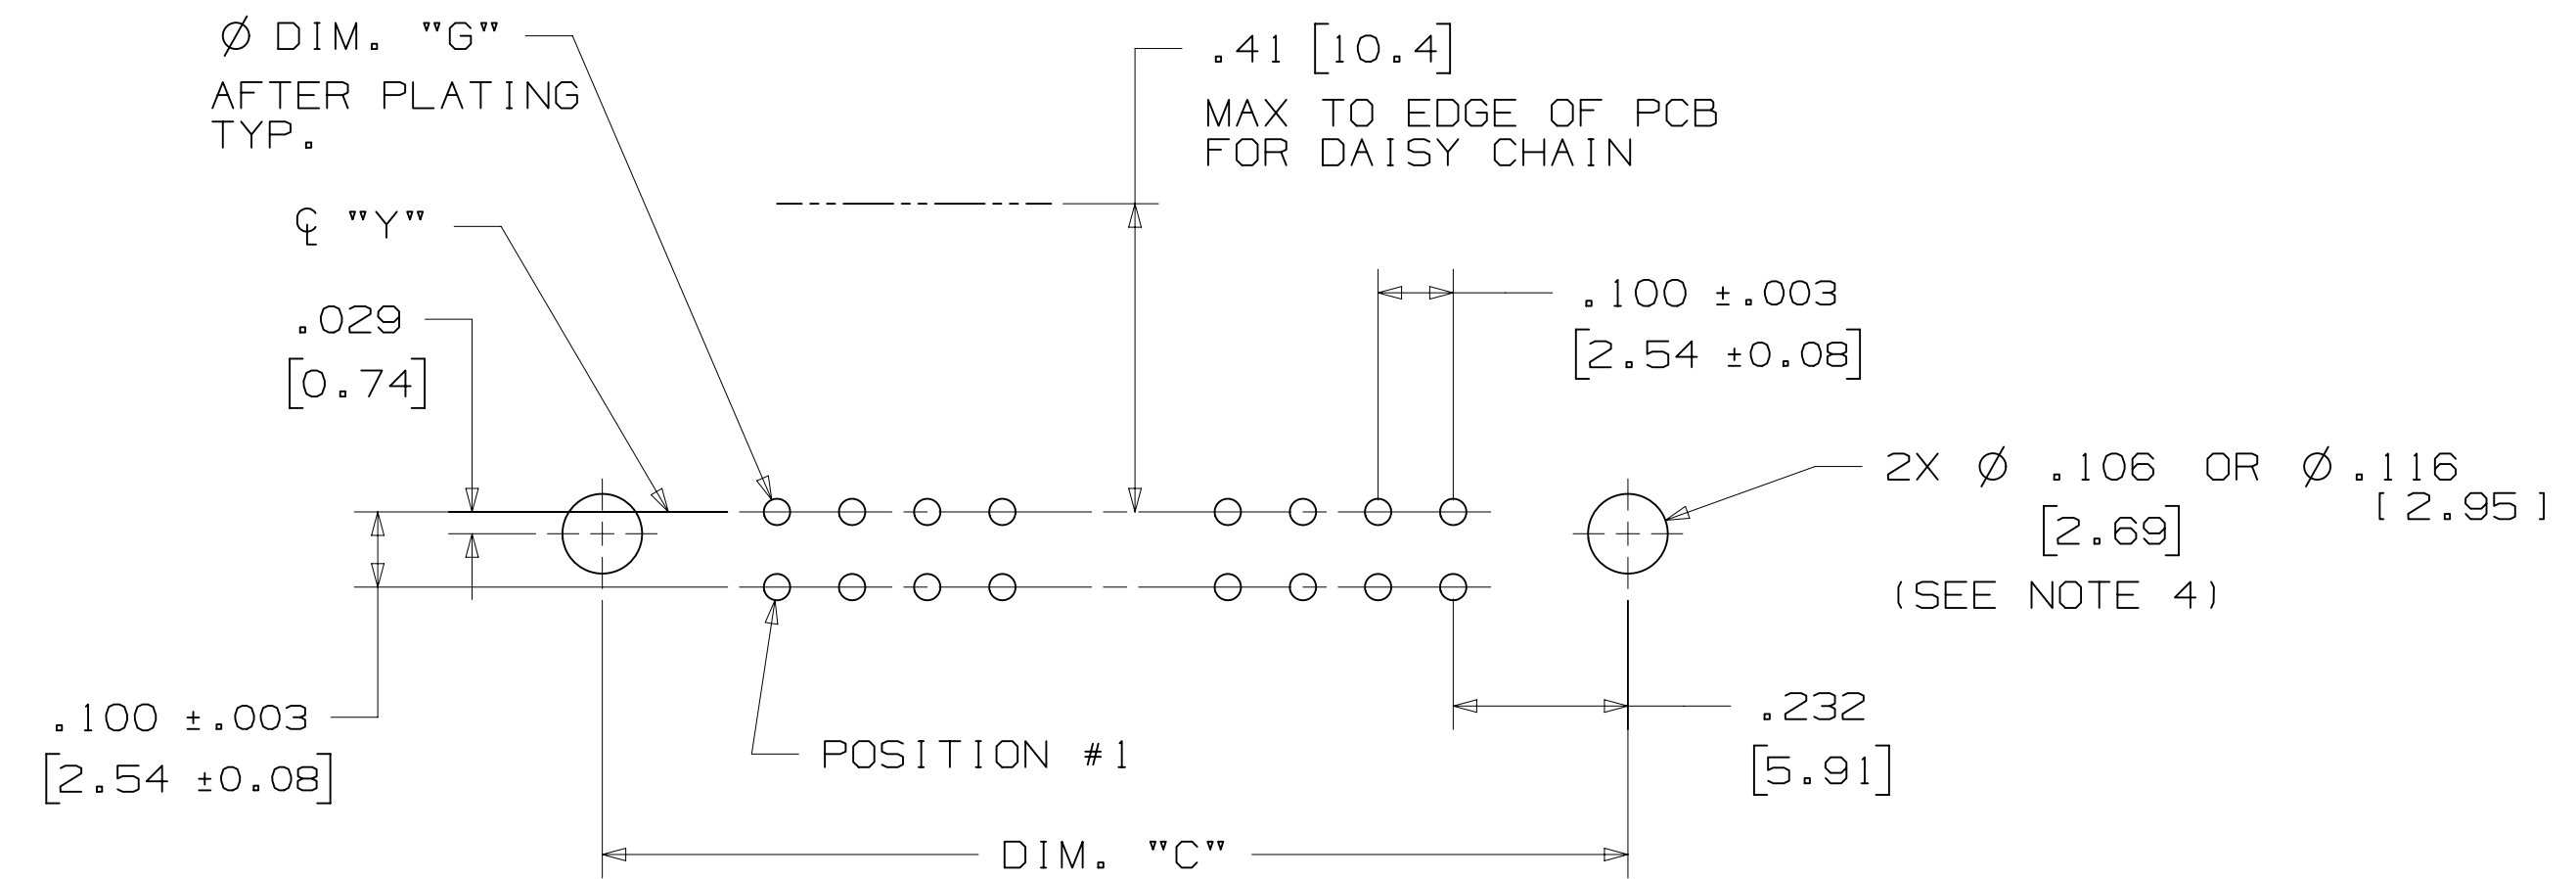 Ø DIM. "G"
AFTER PLATING
TYP.
.41 [10.4]
MAX TO EDGE OF PCB
FOR DAISY CHAIN
℄ "Y"
.029
[0.74]
.100 ±.003
[2.54 ±0.08]
2X Ø .106 OR Ø .116
[2.69] [2.95]
(SEE NOTE 4)
.100 ±.003
[2.54 ±0.08]
POSITION #1
.232
[5.91]
DIM. "C"